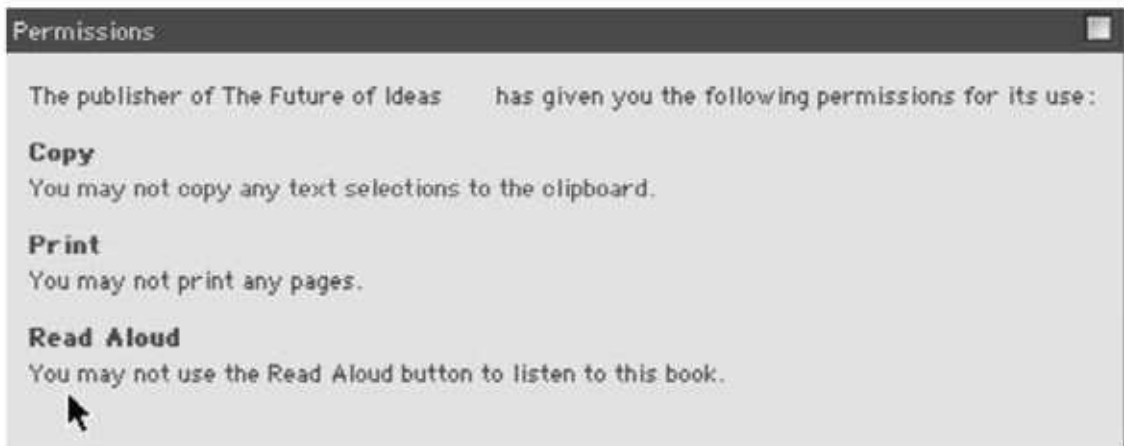 Permissions
The publisher of The Future of Ideas has given you the following permissions for its use:
Copy
You may not copy any text selections to the clipboard.
Print
You may not print any pages.
Read Aloud
You may not use the Read Aloud button to listen to this book.